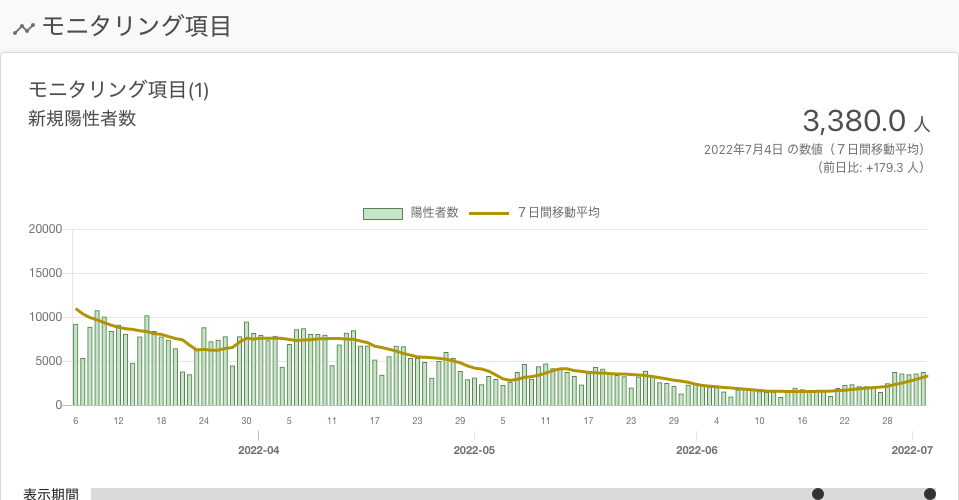 モニタリング項目
モニタリング項目(1)
新規陽性者数
3,380.0 人
2022年7月4日 の数値（７日間移動平均）
（前日比: +179.3 人）
陽性者数 ７日間移動平均
20000
15000
10000
5000
0
6 12 18 24 30 5 11 17 23 29 5 11 17 23 29 4 10 16 22 28
2022-04 2022-05 2022-06 2022-07
表示期間